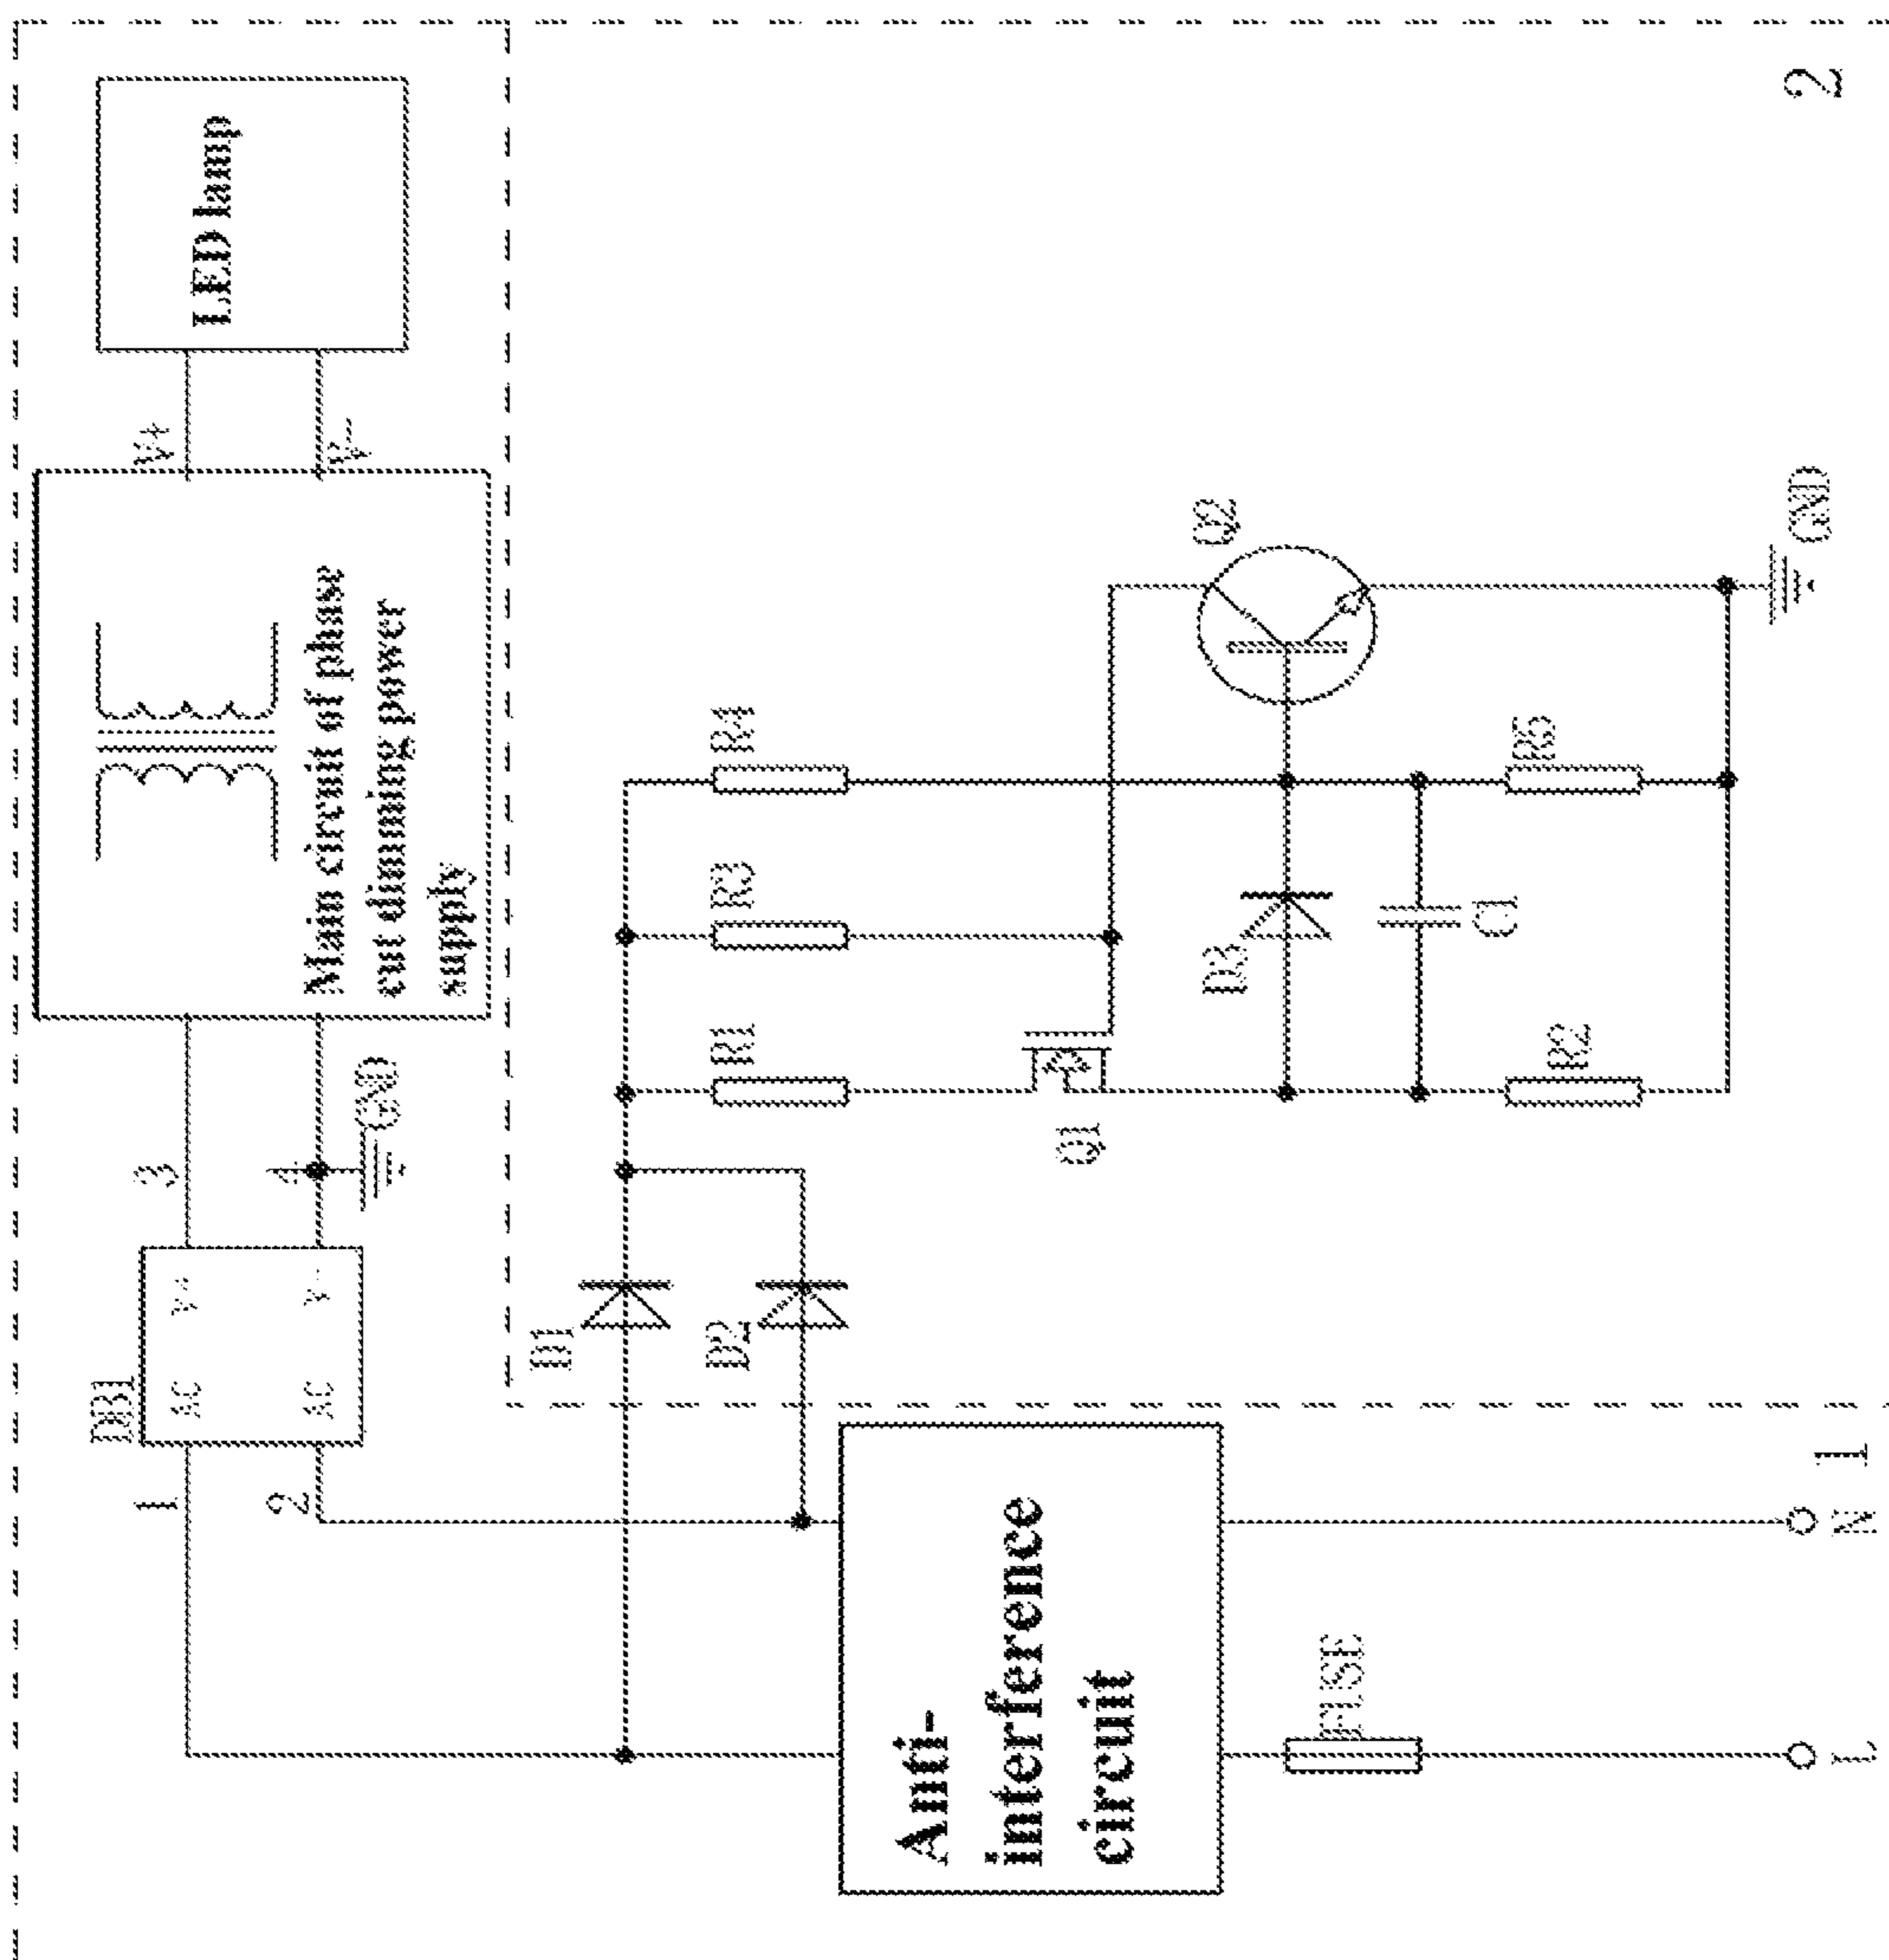 DB1
1
2
AC
AC
V+
V-
3
4
GND
Main circuit of phase
cut dimming power
supply
V+
V-
LED lamp
D1
D2
R1
R3
R4
Q1
D3
Q2
C1
R2
R5
GND
Anti-
interference
circuit
FUSE
L
N
1
2